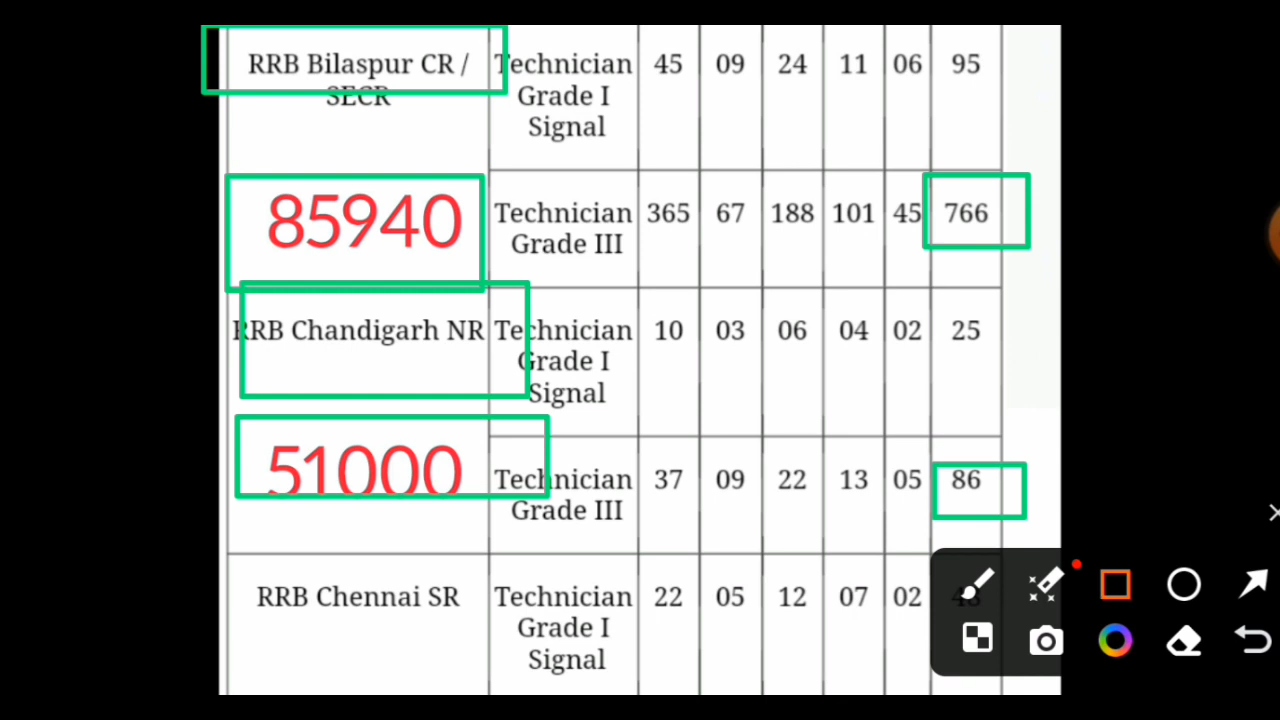 RRB Bilaspur CR / Technician 45 09 24 11 06 95
SECR Grade I
Signal
85940 Technician 365 67 188 101 45 766
Grade III
RRB Chandigarh NR Technician 10 03 06 04 02 25
Grade I
Signal
51000 Technician 37 09 22 13 05 86
Grade III
RRB Chennai SR Technician 22 05 12 07 02
Grade I
Signal